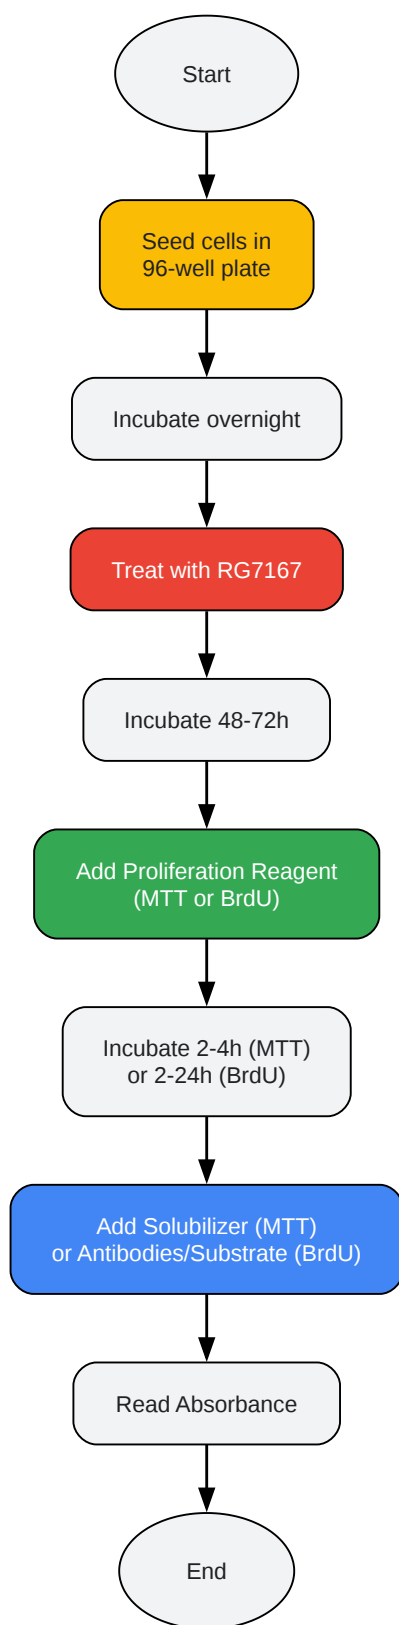 Start
Seed cells in
96-well plate
Incubate overnight
Treat with RG7167
Incubate 48-72h
Add Proliferation Reagent
(MTT or BrdU)
Incubate 2-4h (MTT)
or 2-24h (BrdU)
Add Solubilizer (MTT)
or Antibodies/Substrate (BrdU)
Read Absorbance
End